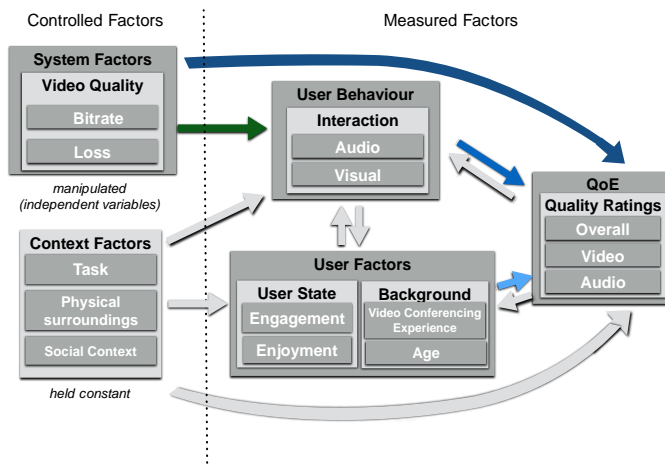 Controlled Factors
Measured Factors
System Factors
Video Quality
Bitrate
Loss
manipulated
(independent variables)
Context Factors
Task
Physical
surroundings
Social Context
held constant
User Behaviour
Interaction
Audio
Visual
User Factors
User State
Engagement
Enjoyment
Background
Video Conferencing
Experience
Age
QoE
Quality Ratings
Overall
Video
Audio